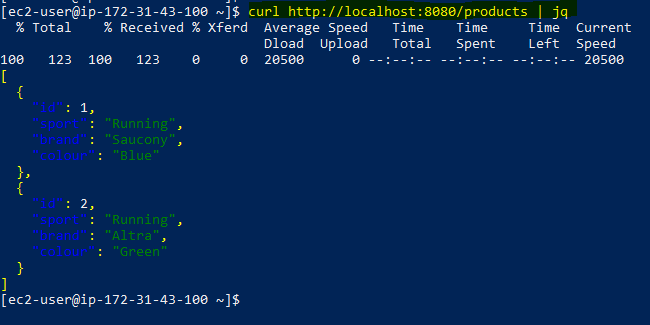 [ec2-user@ip-172-31-43-100 ~]$ curl http://localhost:8080/products | jq
  % Total    % Received % Xferd  Average Speed   Time    Time     Time  Current
                                 Dload  Upload   Total   Spent    Left  Speed
100   123  100   123    0     0  20500      0 --:--:-- --:--:-- --:--:-- 20500
[
  {
    "id": 1,
    "sport": "Running",
    "brand": "Saucony",
    "colour": "Blue"
  },
  {
    "id": 2,
    "sport": "Running",
    "brand": "Altra",
    "colour": "Green"
  }
]
[ec2-user@ip-172-31-43-100 ~]$